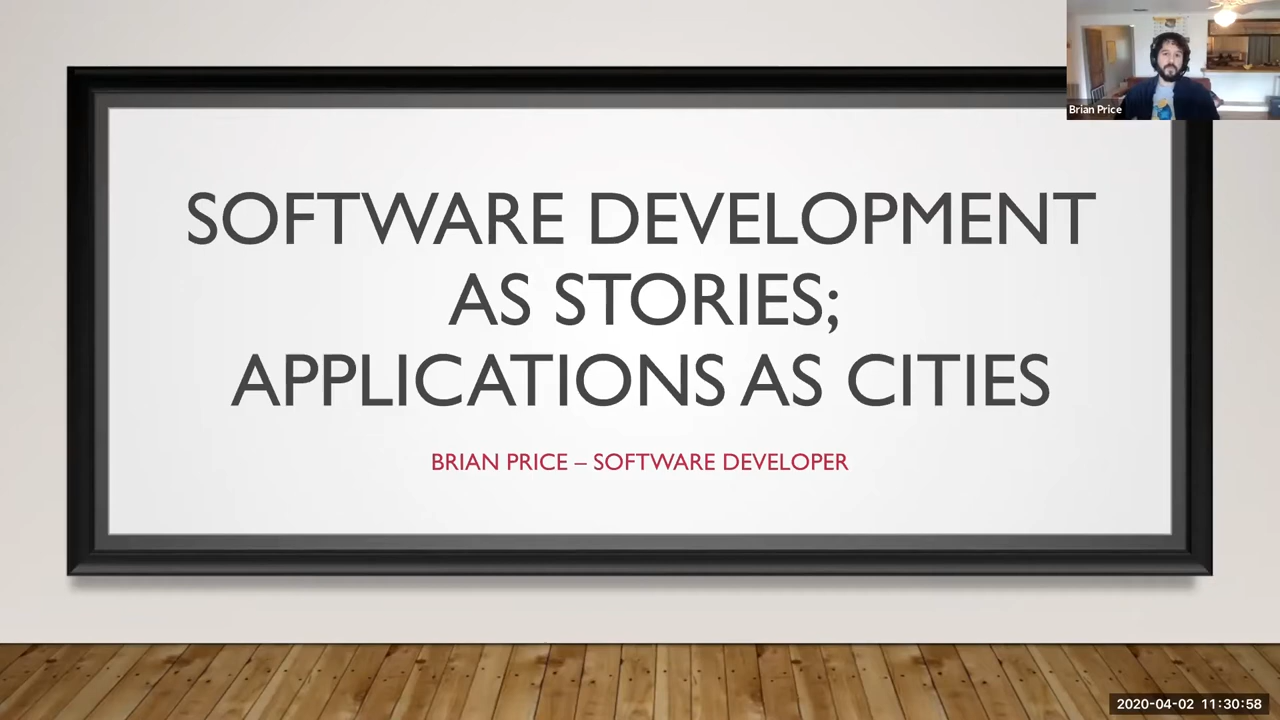 Brian Price
SOFTWARE DEVELOPMENT
AS STORIES;
APPLICATIONS AS CITIES
BRIAN PRICE – SOFTWARE DEVELOPER
2020-04-02 11:30:58